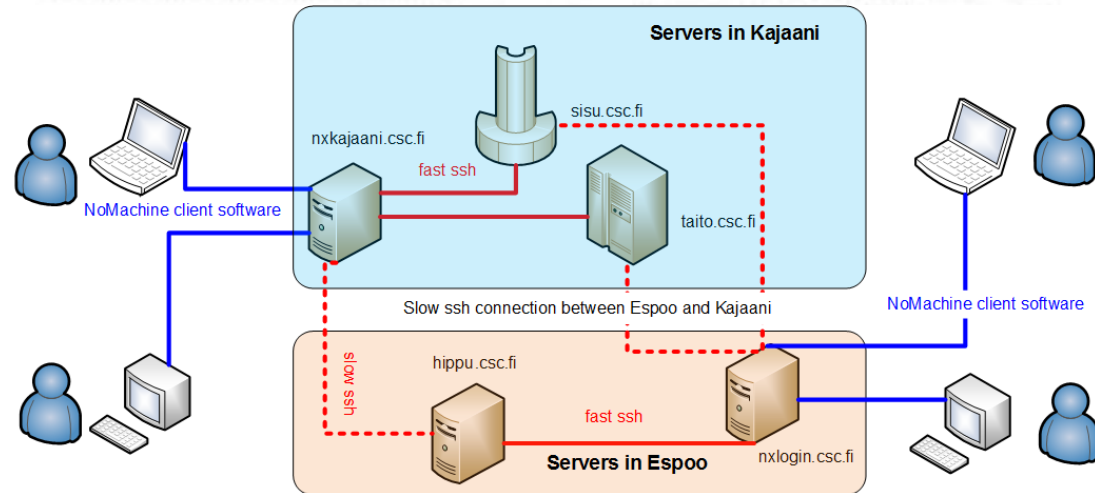 Servers in Kajaani
sisu.csc.fi
nxkajaani.csc.fi
fast ssh
NoMachine client software
taito.csc.fi
Slow ssh connection between Espoo and Kajaani
NoMachine client software
slow ssh
hippu.csc.fi
fast ssh
Servers in Espoo
nxlogin.csc.fi